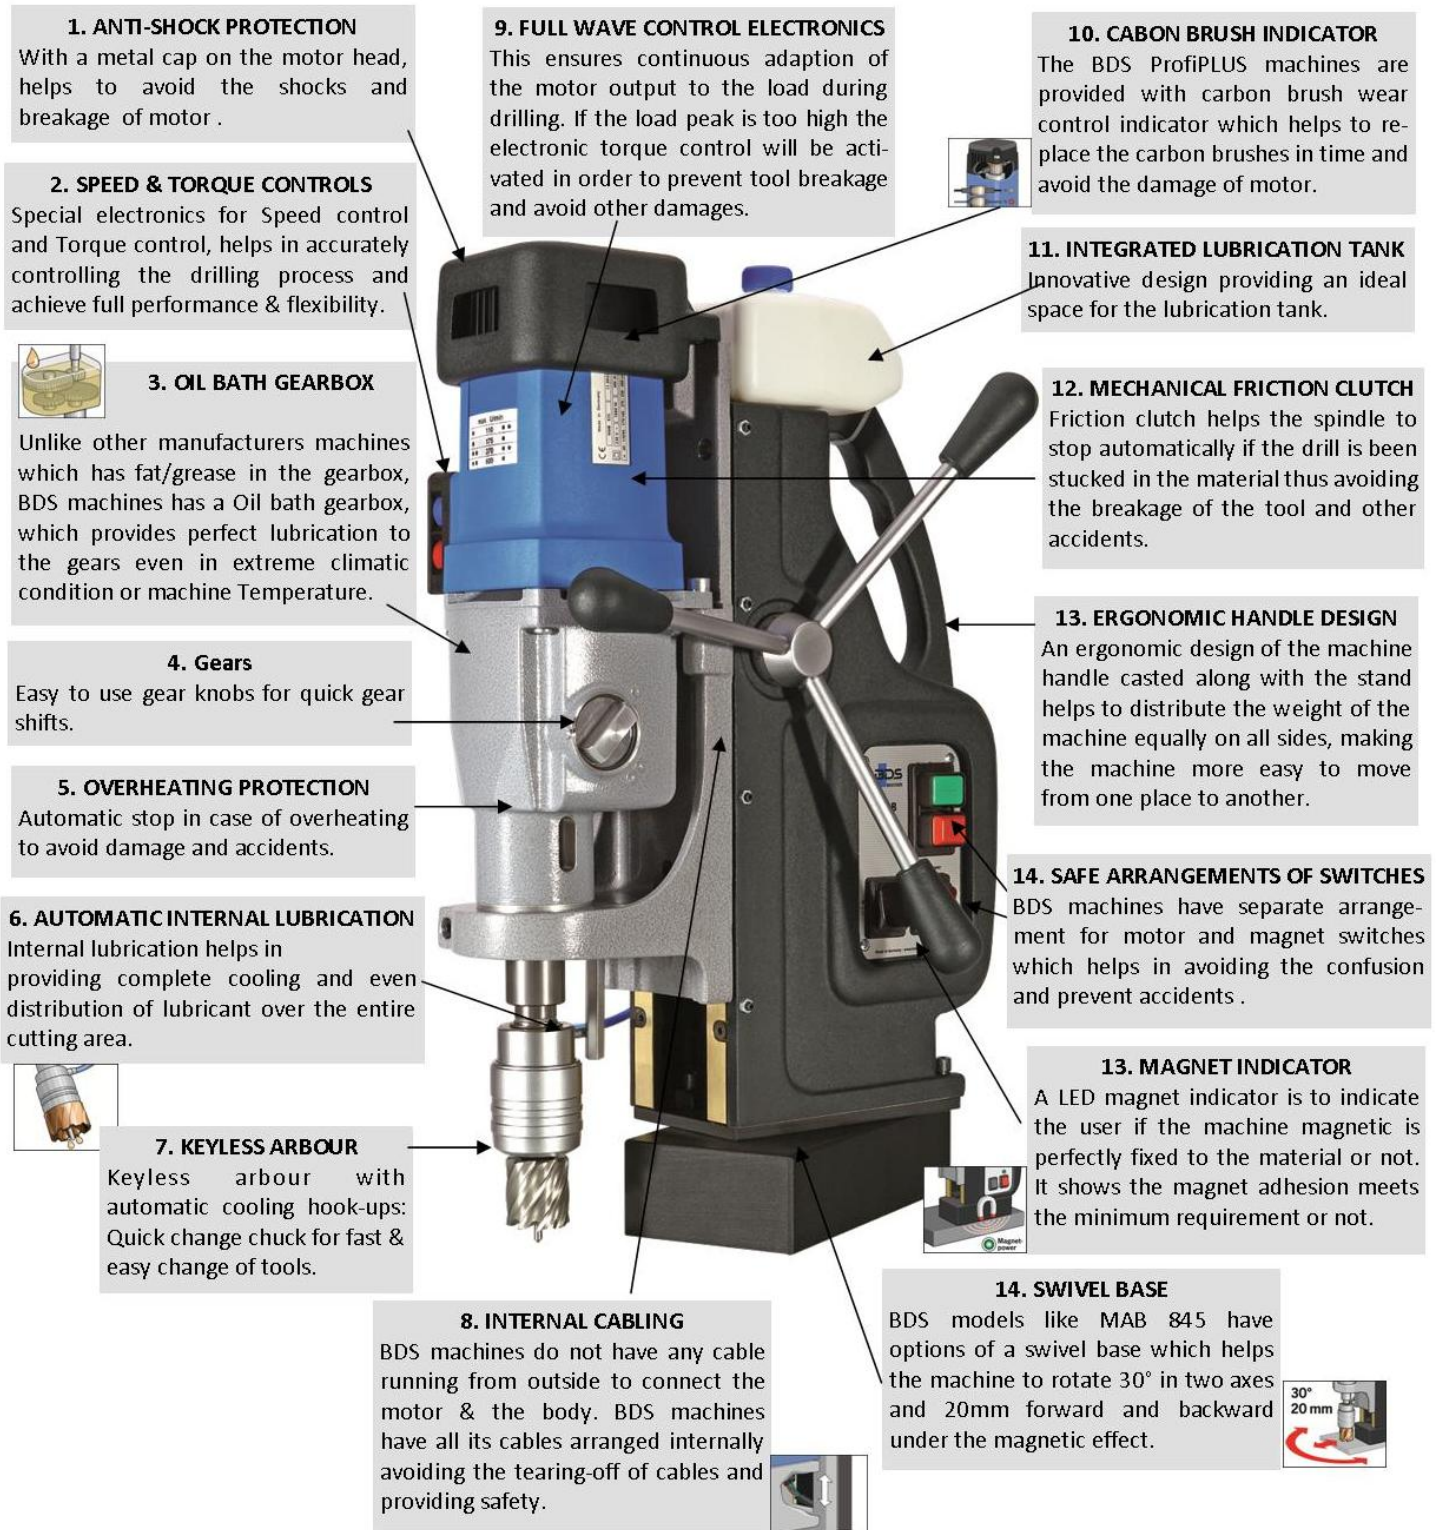 1. ANTI-SHOCK PROTECTION
With a metal cap on the motor head,
helps to avoid the shocks and
breakage of motor .
2. SPEED & TORQUE CONTROLS
Special electronics for Speed control
and Torque control, helps in accurately
controlling the drilling process and
achieve full performance & flexibility.
3. OIL BATH GEARBOX
Unlike other manufacturers machines
which has fat/grease in the gearbox,
BDS machines has a Oil bath gearbox,
which provides perfect lubrication to
the gears even in extreme climatic
condition or machine Temperature.
4. Gears
Easy to use gear knobs for quick gear
shifts.
5. OVERHEATING PROTECTION
Automatic stop in case of overheating
to avoid damage and accidents.
6. AUTOMATIC INTERNAL LUBRICATION
Internal lubrication helps in
providing complete cooling and even
distribution of lubricant over the entire
cutting area.
7. KEYLESS ARBOUR
Keyless arbour with
automatic cooling hook-ups:
Quick change chuck for fast &
easy change of tools.
8. INTERNAL CABLING
BDS machines do not have any cable
running from outside to connect the
motor & the body. BDS machines
have all its cables arranged internally
avoiding the tearing-off of cables and
providing safety.
9. FULL WAVE CONTROL ELECTRONICS
This ensures continuous adaption of
the motor output to the load during
drilling. If the load peak is too high the
electronic torque control will be acti-
vated in order to prevent tool breakage
and avoid other damages.
10. CABON BRUSH INDICATOR
The BDS ProfiPLUS machines are
provided with carbon brush wear
control indicator which helps to re-
place the carbon brushes in time and
avoid the damage of motor.
11. INTEGRATED LUBRICATION TANK
Innovative design providing an ideal
space for the lubrication tank.
12. MECHANICAL FRICTION CLUTCH
Friction clutch helps the spindle to
stop automatically if the drill is been
stucked in the material thus avoiding
the breakage of the tool and other
accidents.
13. ERGONOMIC HANDLE DESIGN
An ergonomic design of the machine
handle casted along with the stand
helps to distribute the weight of the
machine equally on all sides, making
the machine more easy to move
from one place to another.
BDS
14. SAFE ARRANGEMENTS OF SWITCHES
BDS machines have separate arrange-
ment for motor and magnet switches
which helps in avoiding the confusion
and prevent accidents .
13. MAGNET INDICATOR
A LED magnet indicator is to indicate
the user if the machine magnetic is
perfectly fixed to the material or not.
It shows the magnet adhesion meets
the minimum requirement or not.
Magnet-
power
14. SWIVEL BASE
BDS models like MAB 845 have
options of a swivel base which helps
the machine to rotate 30° in two axes
and 20mm forward and backward
under the magnetic effect.
30°
20 mm